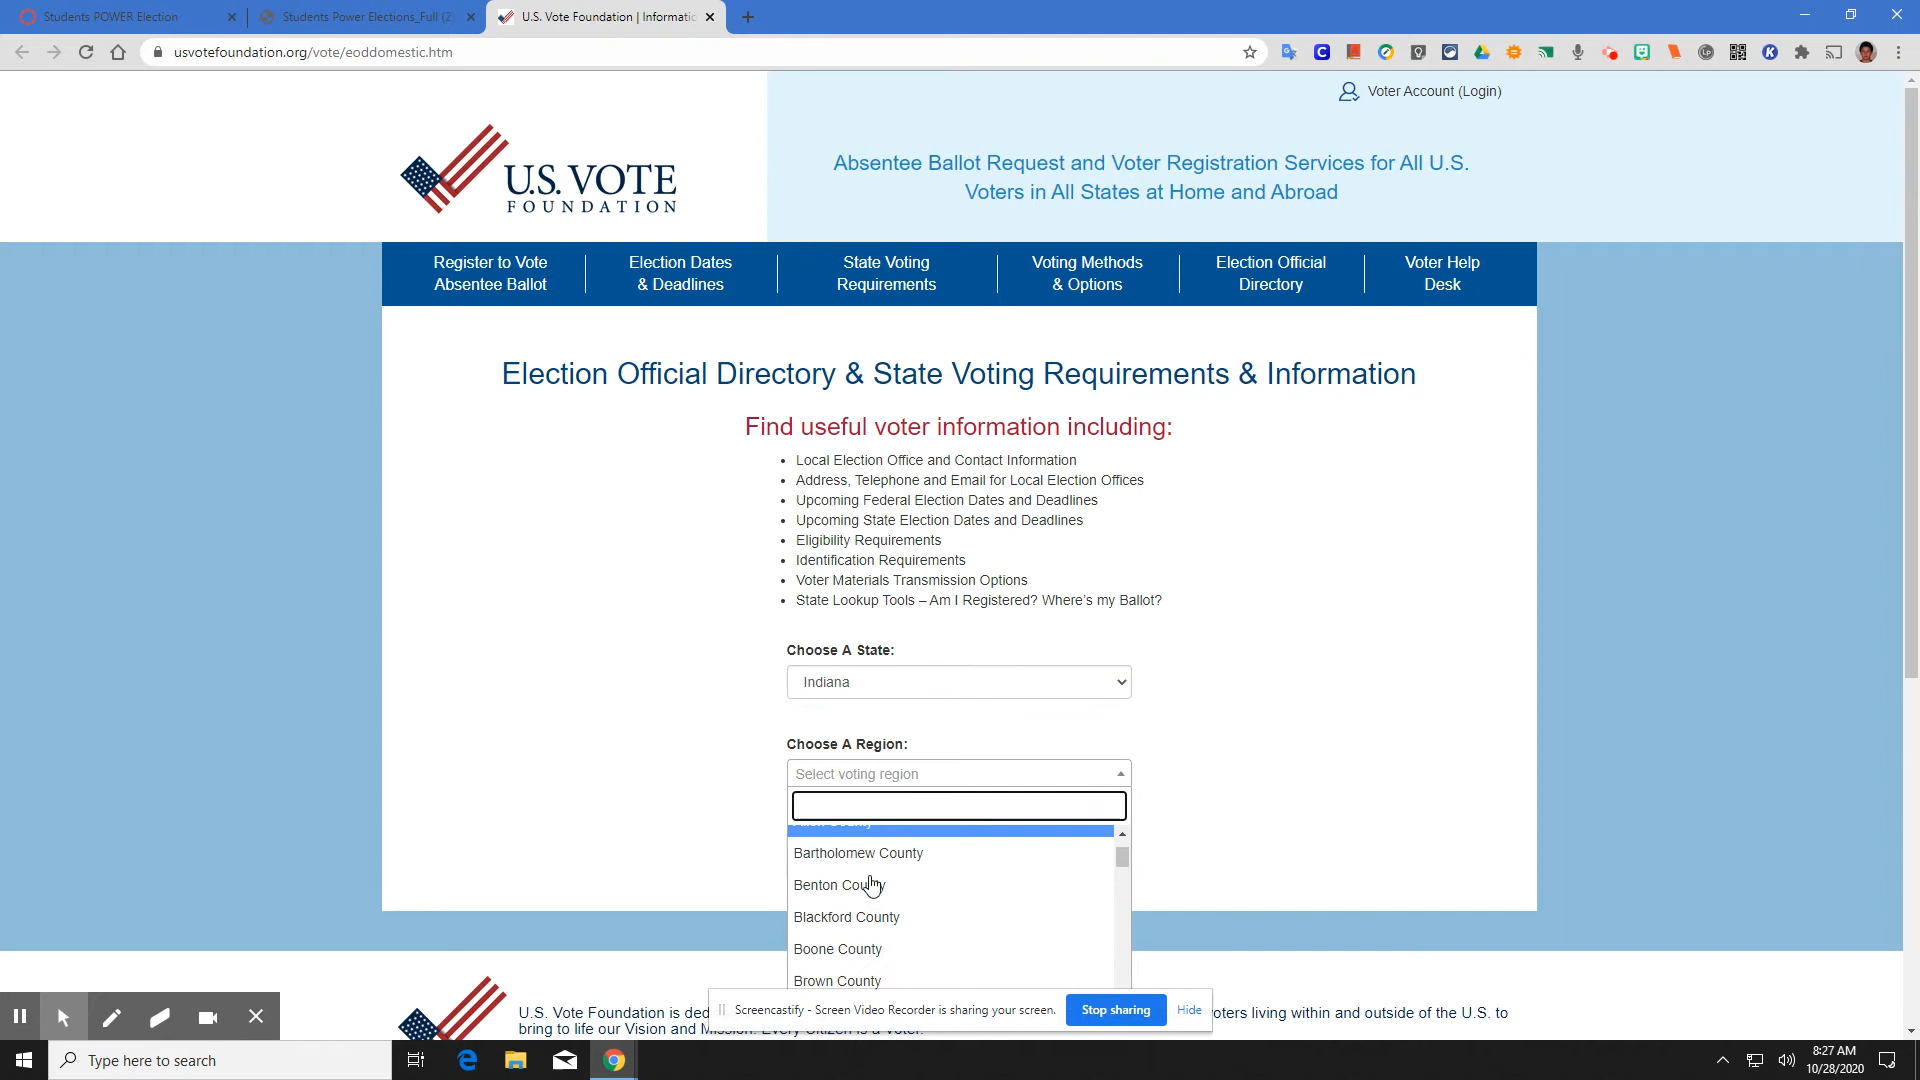 Students POWER Election
Students Power Elections_Full (2)
U.S. Vote Foundation | Informatic
usvotefoundation.org/vote/eoddomestic.htm
Voter Account (Login)
U.S. VOTE
FOUNDATION
Absentee Ballot Request and Voter Registration Services for All U.S.
Voters in All States at Home and Abroad
Register to Vote
Absentee Ballot
Election Dates
& Deadlines
State Voting
Requirements
Voting Methods
& Options
Election Official
Directory
Voter Help
Desk
Election Official Directory & State Voting Requirements & Information
Find useful voter information including:
• Local Election Office and Contact Information
• Address, Telephone and Email for Local Election Offices
• Upcoming Federal Election Dates and Deadlines
• Upcoming State Election Dates and Deadlines
• Eligibility Requirements
• Identification Requirements
• Voter Materials Transmission Options
• State Lookup Tools – Am I Registered? Where's my Ballot?
Choose A State:
Indiana
Choose A Region:
Select voting region
Bartholomew County
Benton County
Blackford County
Boone County
Brown County
Screencastify - Screen Video Recorder is sharing your screen.
Stop sharing
Hide
U.S. Vote Foundation is ded
oters living within and outside of the U.S. to
bring to life our Vision and Mission. Every Citizen is a Voter.
Type here to search
8:27 AM
10/28/2020